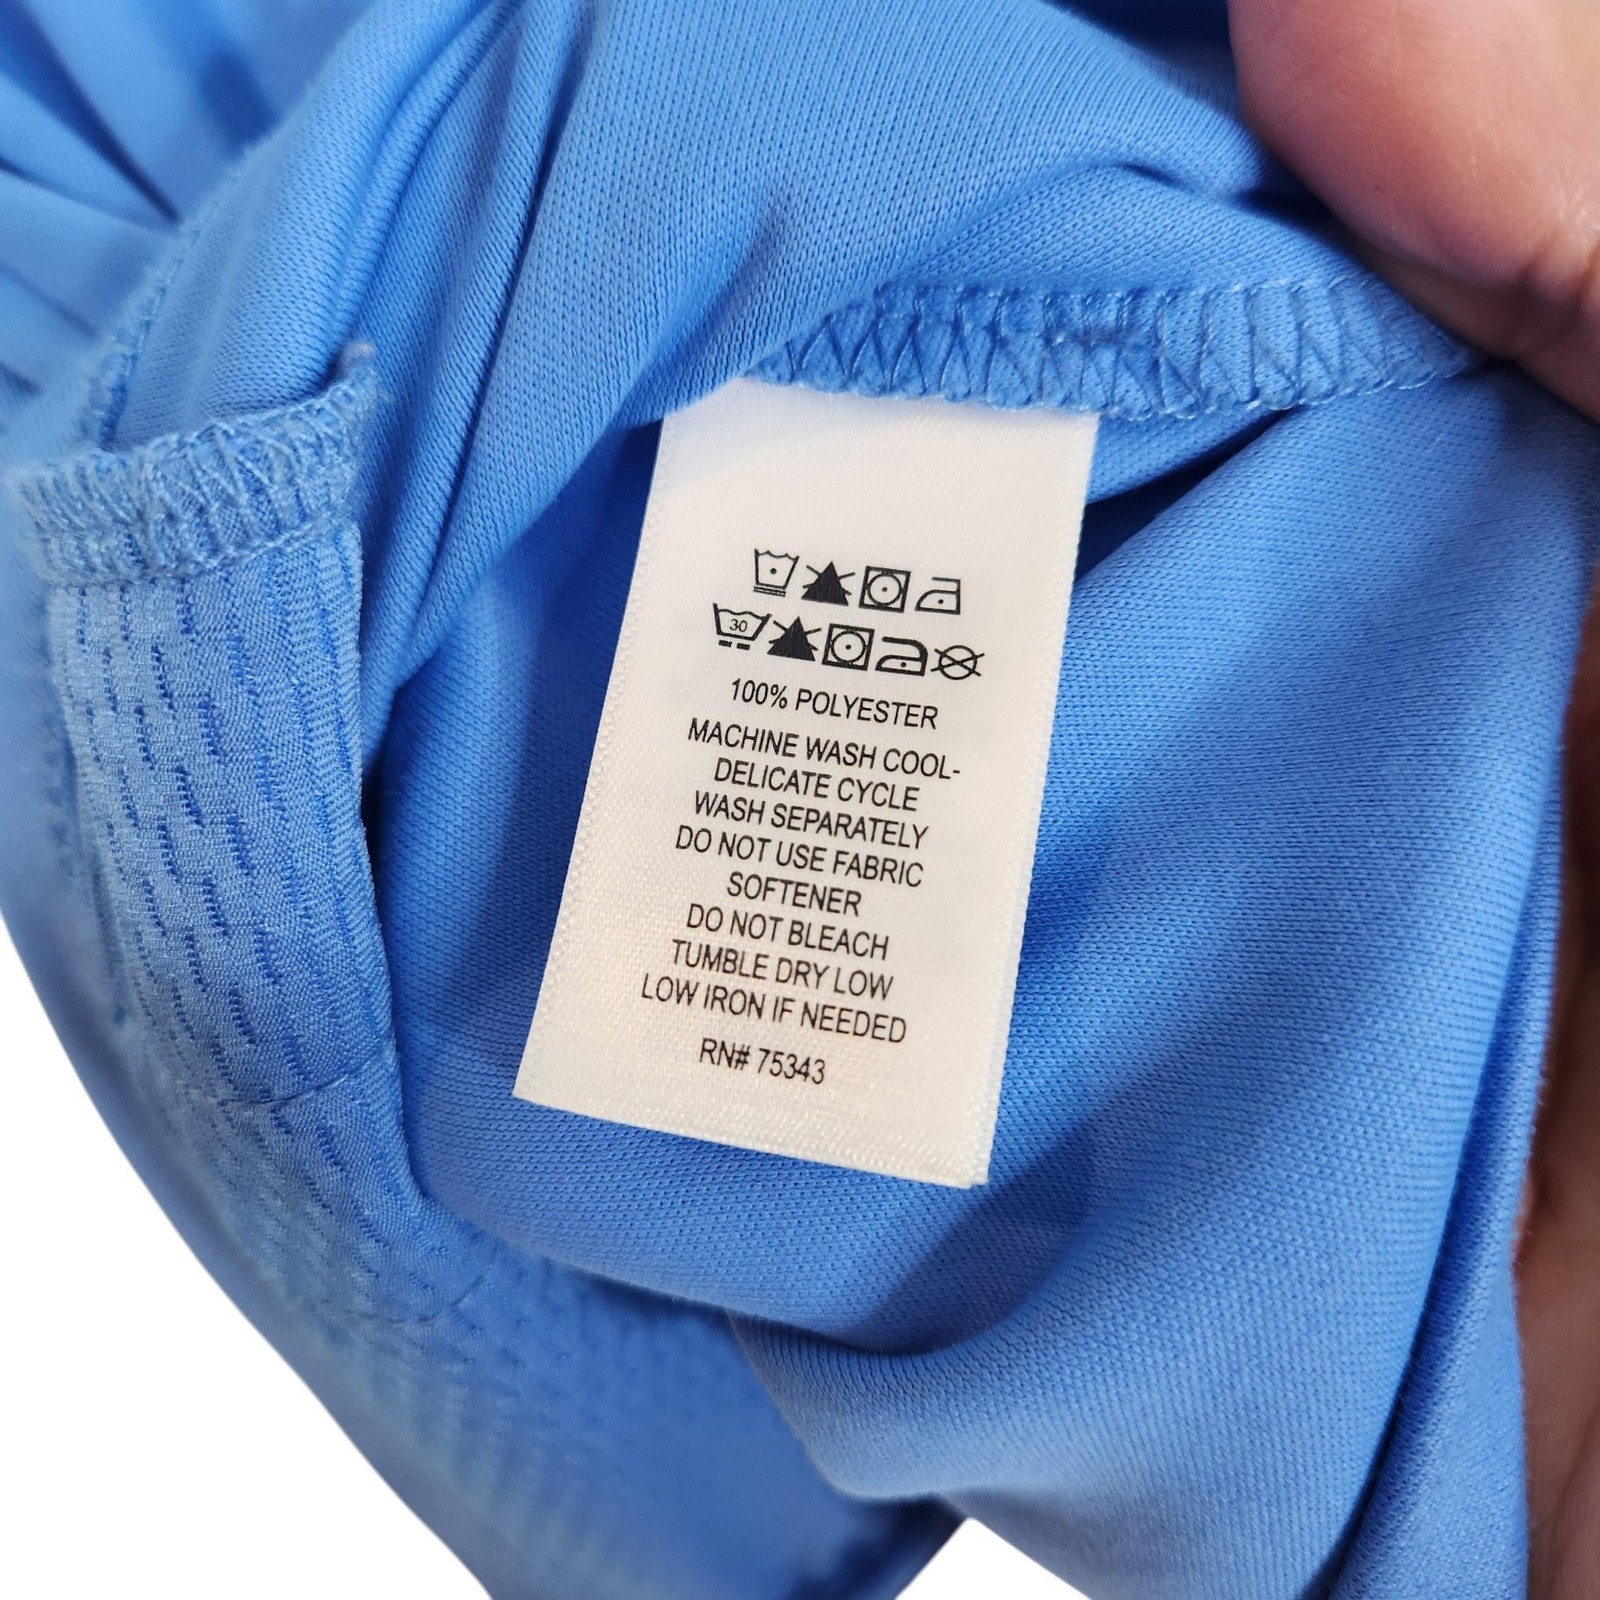 30
100% POLYESTER
MACHINE WASH COOL-
DELICATE CYCLE
WASH SEPARATELY
DO NOT USE FABRIC
SOFTENER
DO NOT BLEACH
TUMBLE DRY LOW
LOW IRON IF NEEDED
RN# 75343